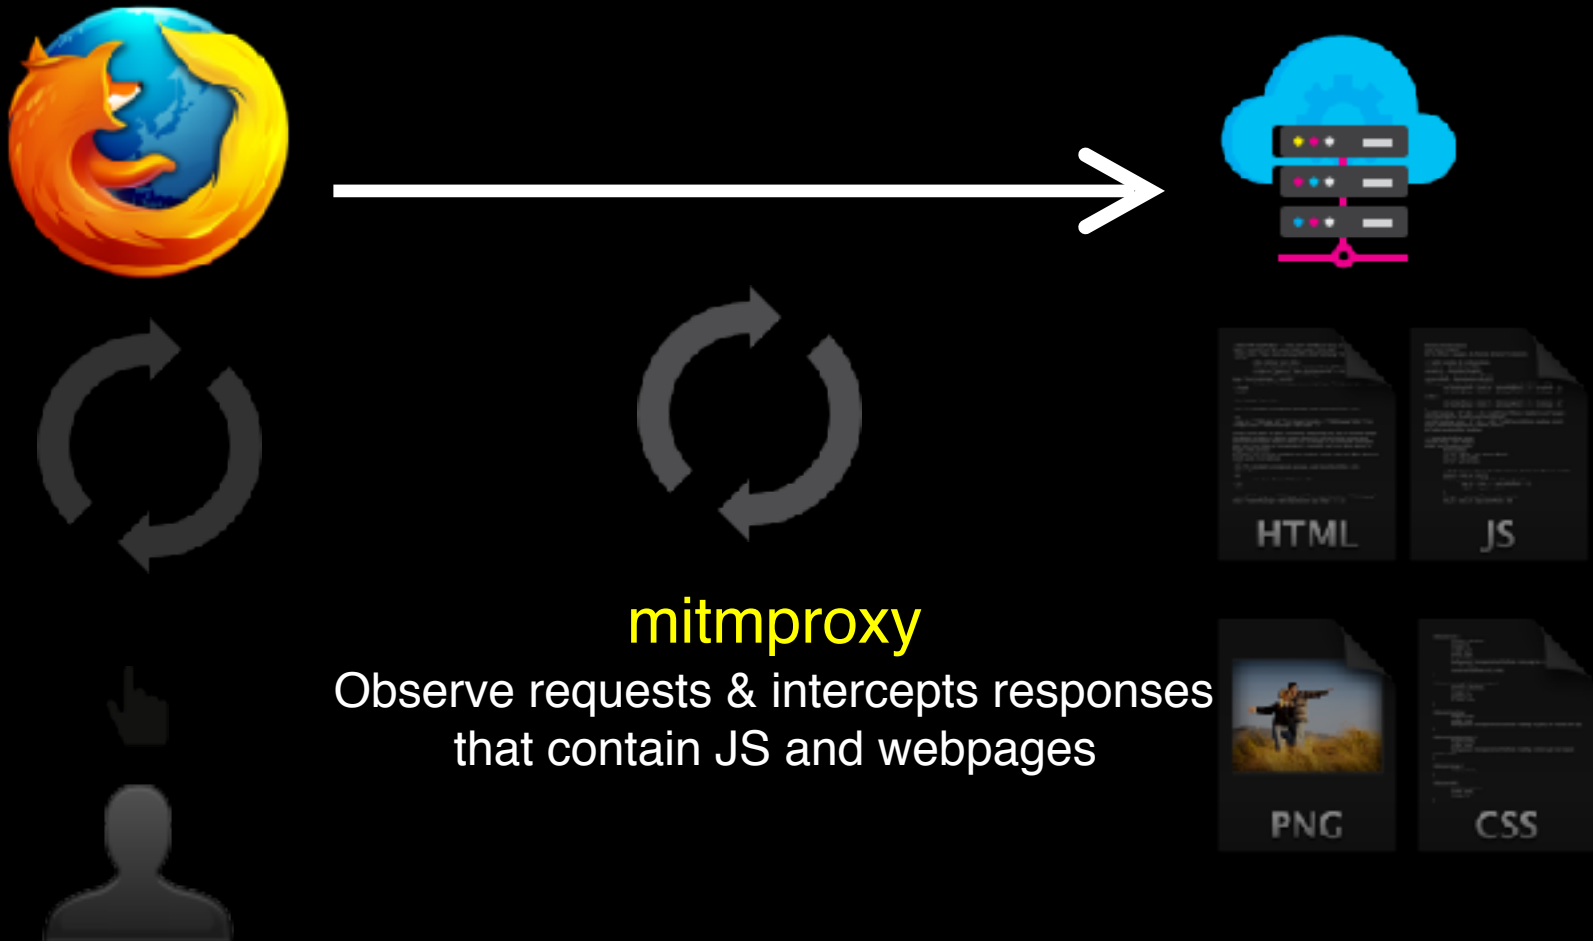 HTML
JS
mitmproxy
Observe requests & intercepts responses
that contain JS and webpages
PNG
CSS